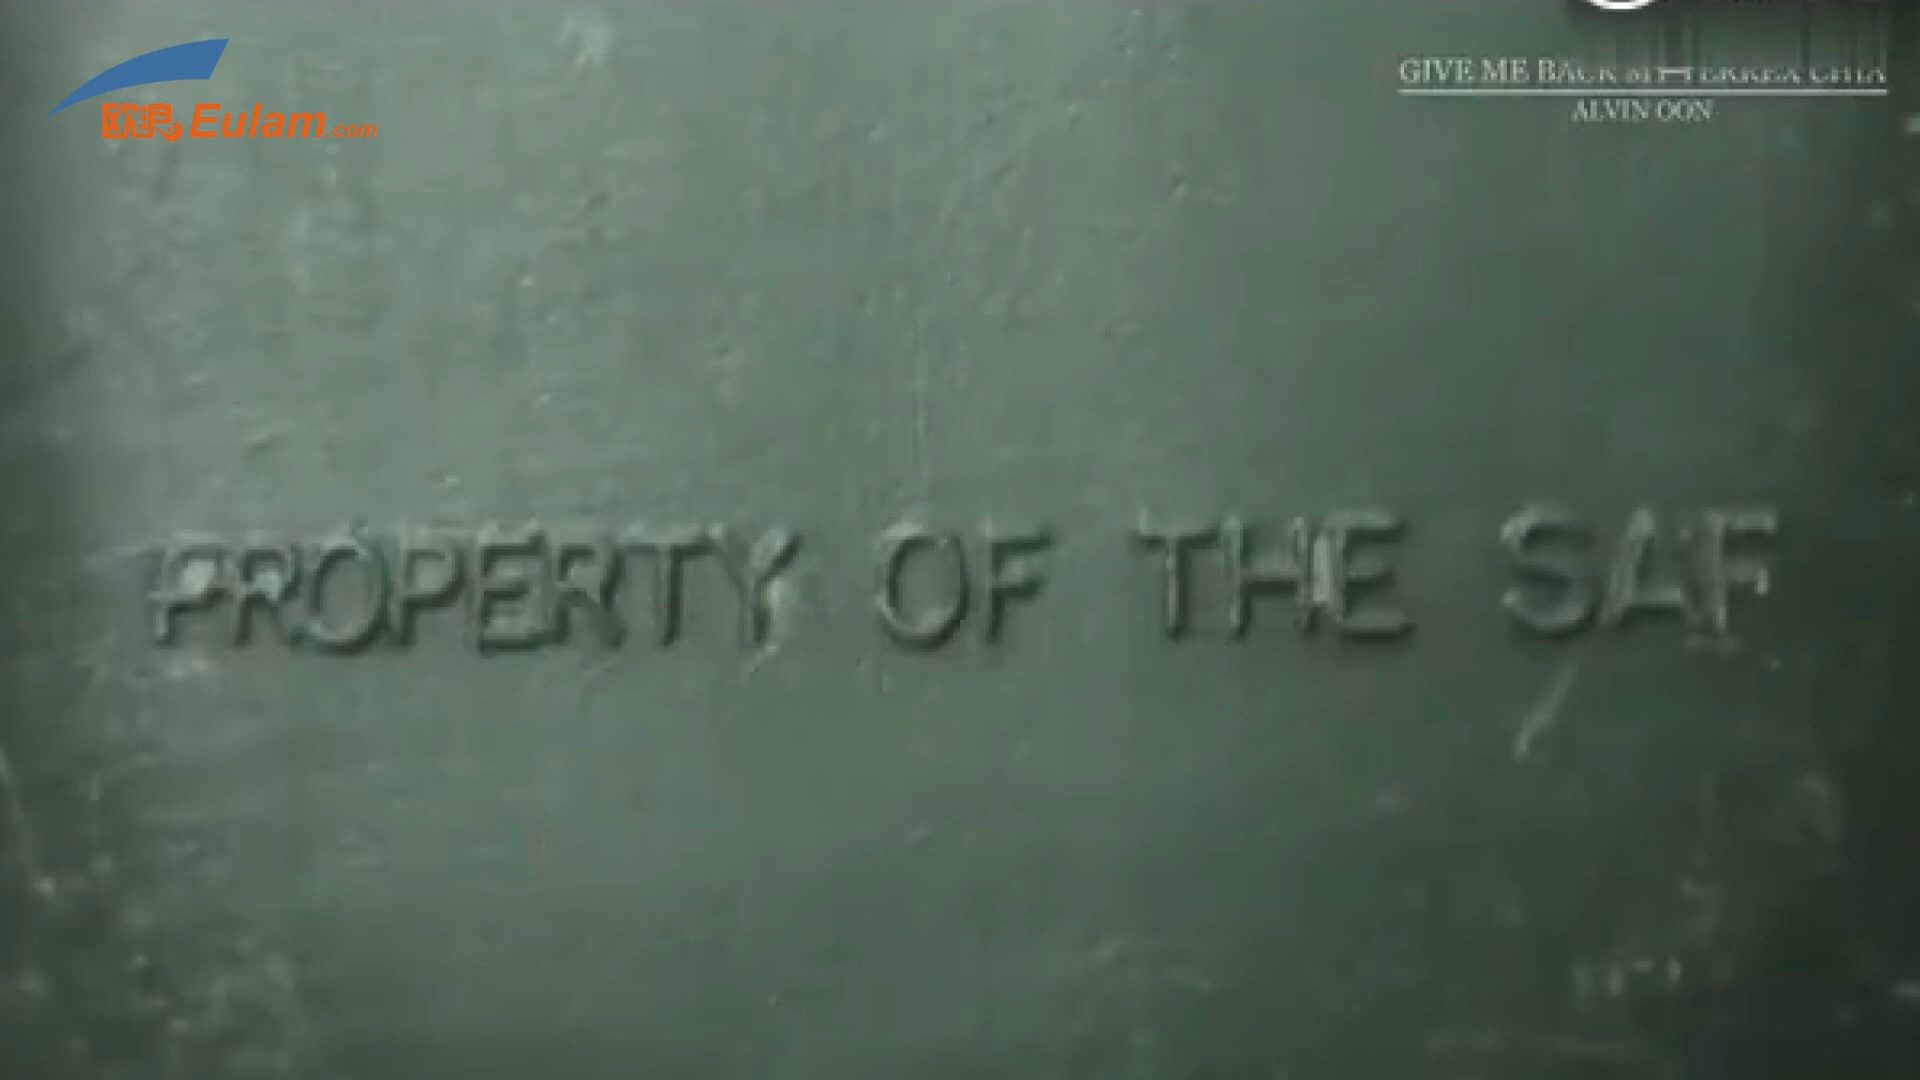 欧浪 Eulam.com
GIVE ME BACK
ALVIN OON
PROPERTY OF THE SAF